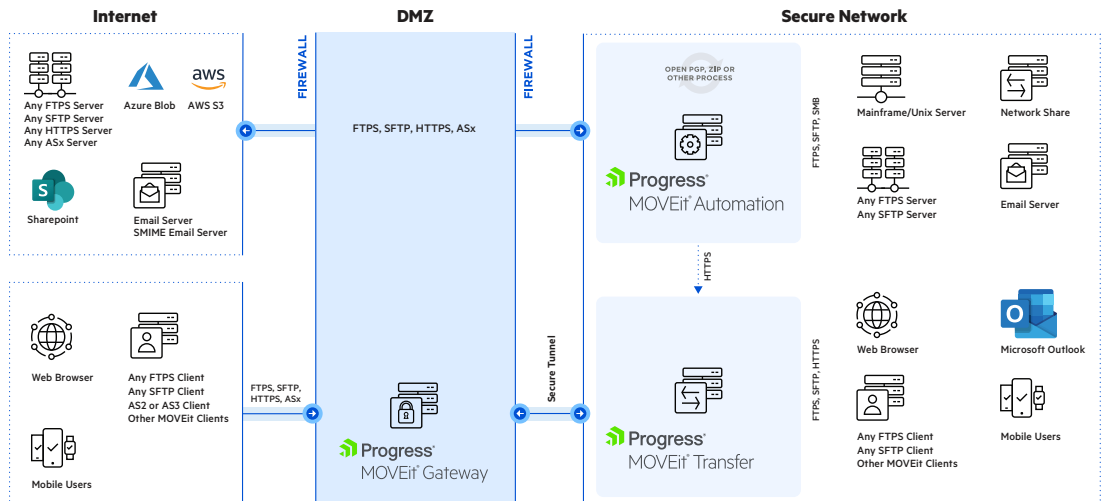 Internet
DMZ
Secure Network
FIREWALL
FIREWALL
Any FTPS Server
Any SFTP Server
Any HTTPS Server
Any ASx Server
Azure Blob
aws
AWS S3
S
Sharepoint
Email Server
SMIME Email Server
FTPS, SFTP, HTTPS, ASx
OPEN PGP, ZIP OR
OTHER PROCESS
Progress®
MOVEit® Automation
FTPS, SFTP, SMB
Mainframe/Unix Server
Network Share
Any FTPS Server
Any SFTP Server
Email Server
HTTPS
Web Browser
Any FTPS Client
Any SFTP Client
AS2 or AS3 Client
Other MOVEit Clients
Mobile Users
FTPS, SFTP,
HTTPS, ASx
Progress®
MOVEit® Gateway
Secure Tunnel
Progress®
MOVEit® Transfer
FTPS, SFTP, HTTPS
Web Browser
O
Microsoft Outlook
Any FTPS Client
Any SFTP Client
Other MOVEit Clients
Mobile Users